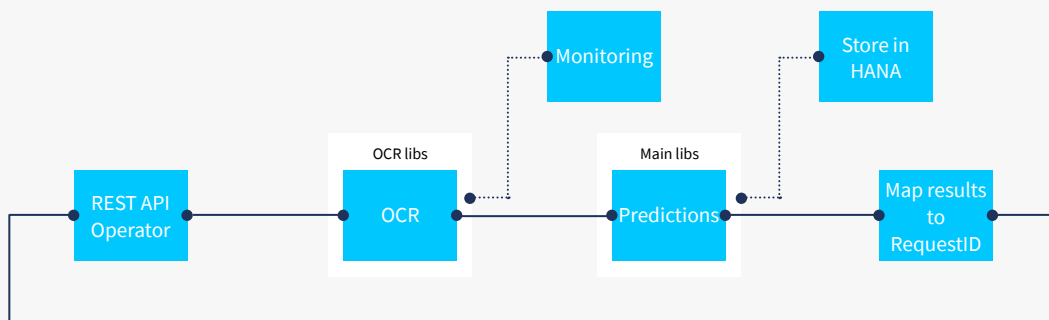 Monitoring
Store in
HANA
OCR libs
Main libs
REST API
Operator
OCR
Predictions
Map results
to
RequestID